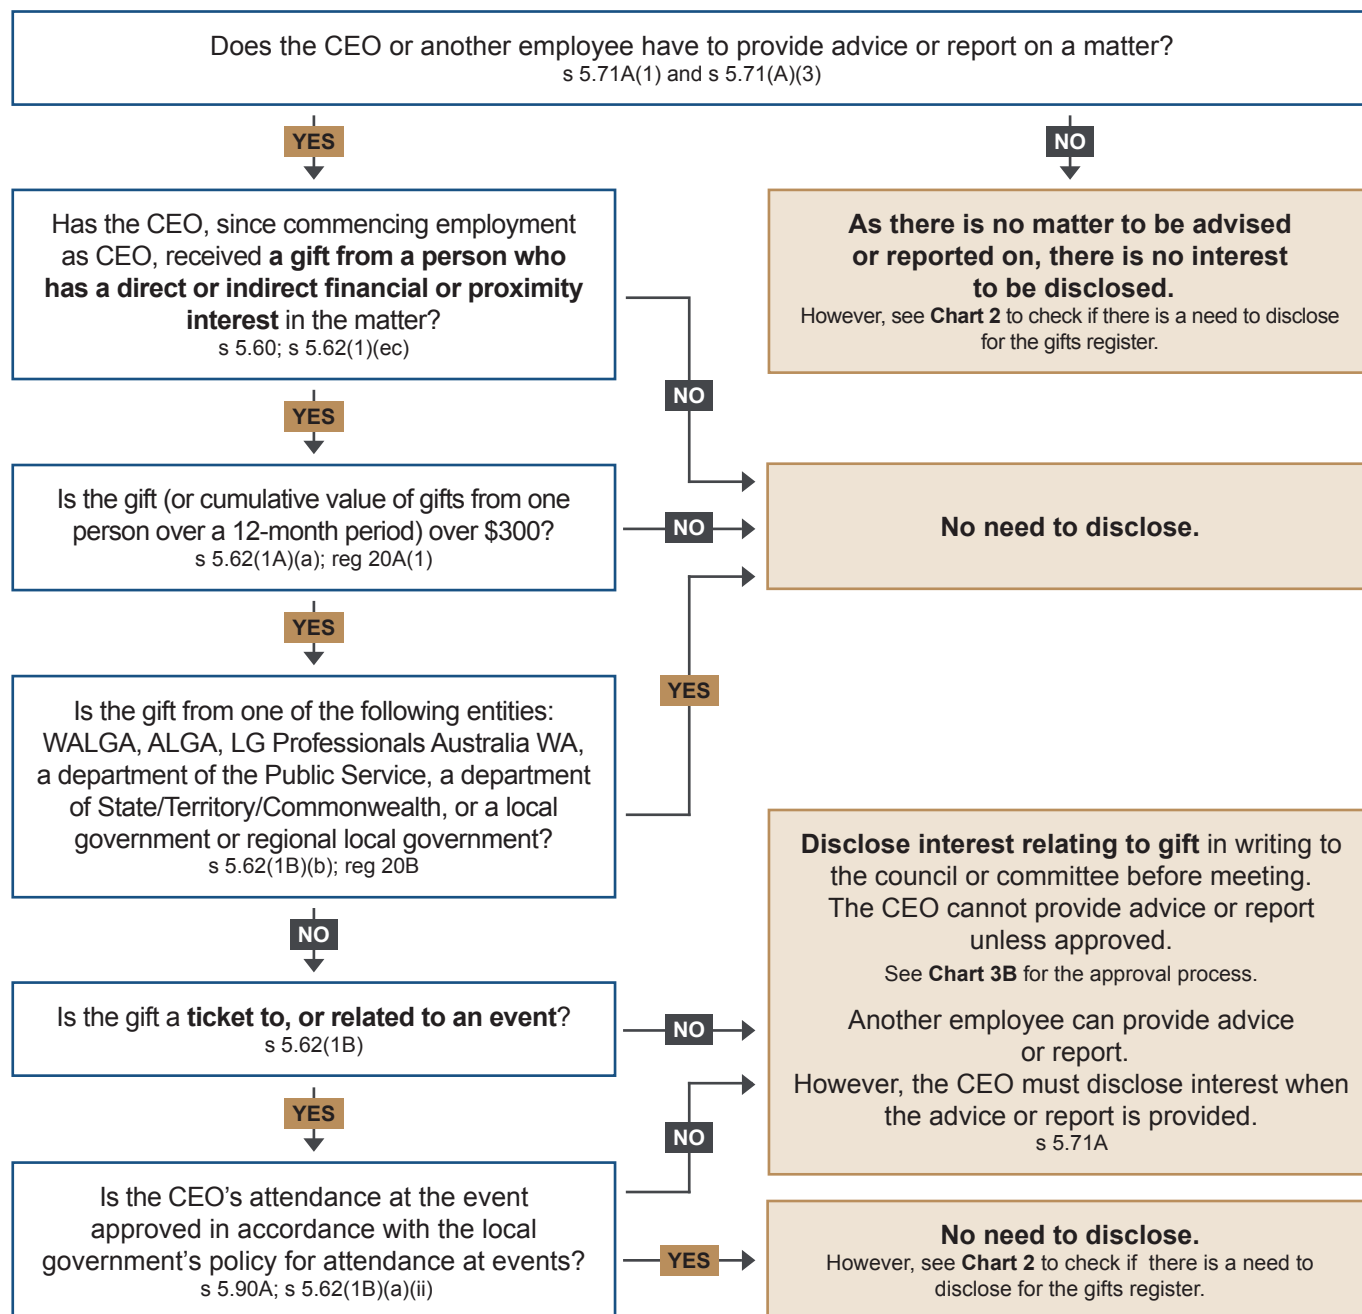 Does the CEO or another employee have to provide advice or report on a matter?
s 5.71A(1) and s 5.71(A)(3)
YES
NO
Has the CEO, since commencing employment
as CEO, received a gift from a person who
has a direct or indirect financial or proximity
interest in the matter?
s 5.60; s 5.62(1)(ec)
As there is no matter to be advised
or reported on, there is no interest
to be disclosed.
However, see Chart 2 to check if there is a need to disclose
for the gifts register.
NO
YES
Is the gift (or cumulative value of gifts from one
person over a 12-month period) over $300?
s 5.62(1A)(a); reg 20A(1)
NO
No need to disclose.
YES
YES
Is the gift from one of the following entities:
WALGA, ALGA, LG Professionals Australia WA,
a department of the Public Service, a department
of State/Territory/Commonwealth, or a local
government or regional local government?
s 5.62(1B)(b); reg 20B
NO
Disclose interest relating to gift in writing to
the council or committee before meeting.
The CEO cannot provide advice or report
unless approved.
See Chart 3B for the approval process.
Another employee can provide advice
or report.
However, the CEO must disclose interest when
the advice or report is provided.
s 5.71A
Is the gift a ticket to, or related to an event?
s 5.62(1B)
NO
YES
NO
Is the CEO’s attendance at the event
approved in accordance with the local
government’s policy for attendance at events?
s 5.90A; s 5.62(1B)(a)(ii)
YES
No need to disclose.
However, see Chart 2 to check if there is a need to
disclose for the gifts register.